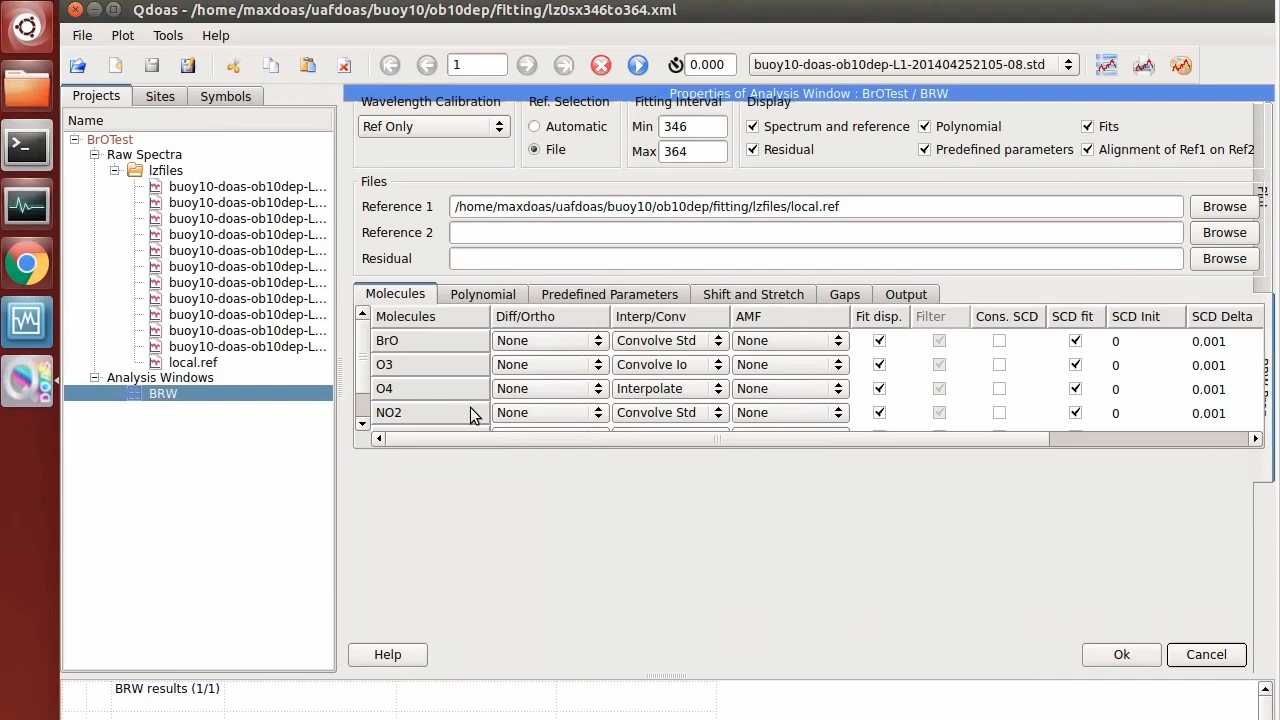 Qdoas - /home/maxdoas/uafdoas/buoy10/ob10dep/fitting/lz0sx346to364.xml
File Plot Tools Help
1 0.000 buoy10-doas-ob10dep-L1-201404252105-08.std
Projects Sites Symbols
Name
BrOTest
Raw Spectra
lzfiles
buoy10-doas-ob10dep-L...
buoy10-doas-ob10dep-L...
buoy10-doas-ob10dep-L...
buoy10-doas-ob10dep-L...
buoy10-doas-ob10dep-L...
buoy10-doas-ob10dep-L...
buoy10-doas-ob10dep-L...
buoy10-doas-ob10dep-L...
buoy10-doas-ob10dep-L...
buoy10-doas-ob10dep-L...
buoy10-doas-ob10dep-L...
local.ref
Analysis Windows
BRW
Properties of Analysis Window : BrOTest / BRW
Wavelength Calibration Ref. Selection Fitting Interval Display
Ref Only Automatic Min 346 Spectrum and reference Polynomial Fits
File Max 364 Residual Predefined parameters Alignment of Ref1 on Ref2
Files
Reference 1 /home/maxdoas/uafdoas/buoy10/ob10dep/fitting/lzfiles/local.ref Browse
Reference 2 Browse
Residual Browse
Molecules Polynomial Predefined Parameters Shift and Stretch Gaps Output
Molecules Diff/Ortho Interp/Conv AMF Fit disp. Filter Cons. SCD SCD fit SCD Init SCD Delta
BrO None Convolve Std None 0 0.001
O3 None Convolve Io None 0 0.001
O4 None Interpolate None 0 0.001
NO2 None Convolve Std None 0 0.001
Help Ok Cancel
BRW results (1/1)